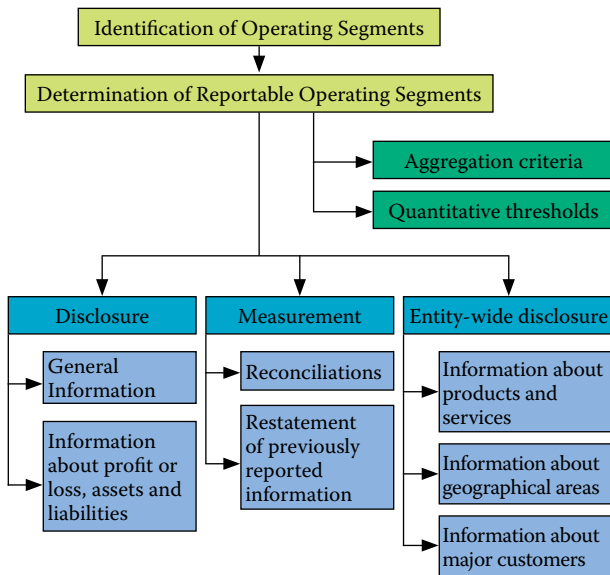 Identification of Operating Segments
Determination of Reportable Operating Segments
Aggregation criteria
Quantitative thresholds
Disclosure
General
Information
Information
about profit or
loss, assets and
liabilities
Measurement
Reconciliations
Restatement
of previously
reported
information
Entity-wide disclosure
Information about
products and
services
Information about
geographical areas
Information about
major customers